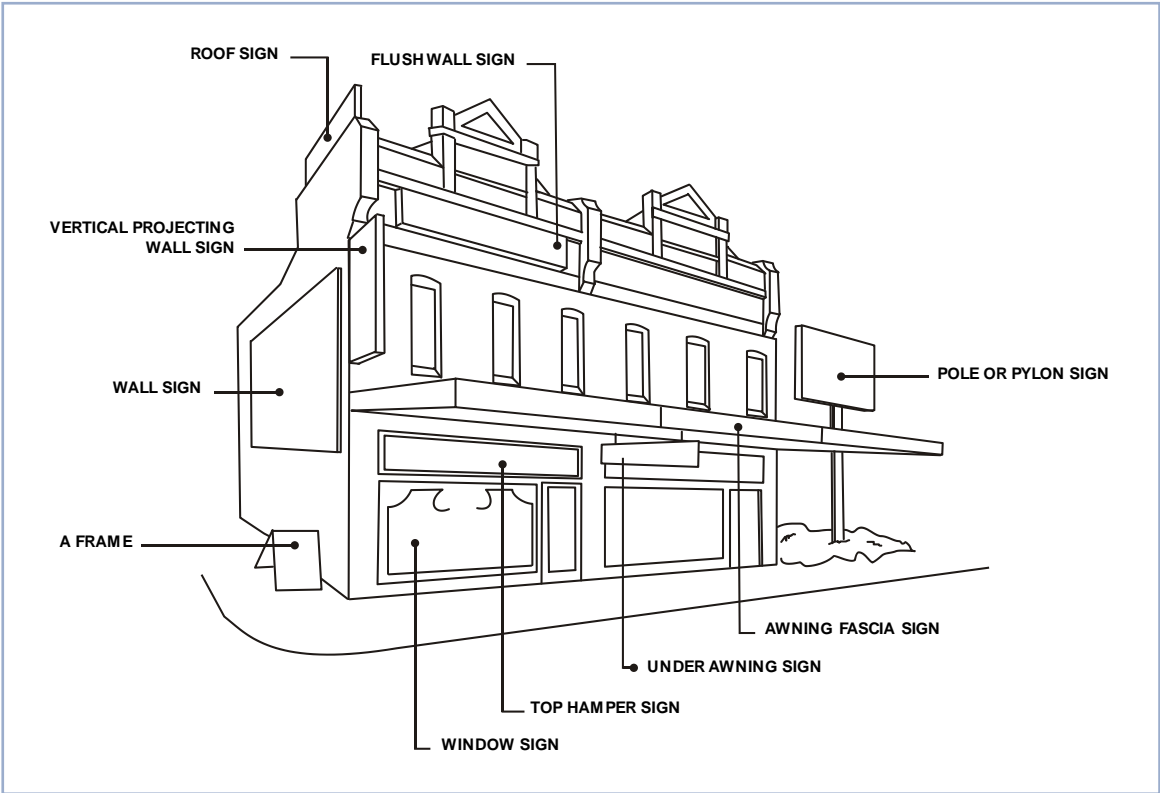 ROOF SIGN
FLUSH WALL SIGN
VERTICAL PROJECTING
WALL SIGN
WALL SIGN
POLE OR PYLON SIGN
A FRAME
AWNING FASCIA SIGN
UNDER AWNING SIGN
TOP HAMPER SIGN
WINDOW SIGN